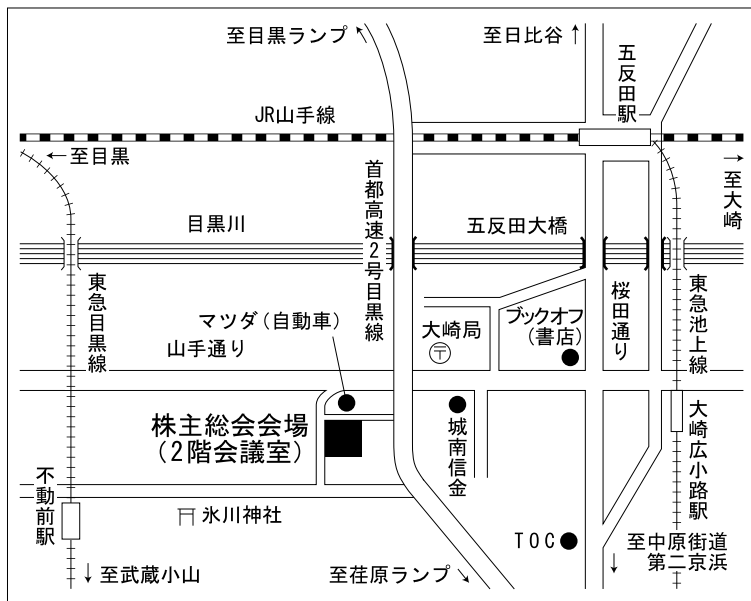 至目黒ランプ
至日比谷
五反田駅
JR山手線
至目黒
至大崎
首都高速2号目黒線
目黒川
五反田大橋
東急目黒線
マツダ(自動車)
山手通り
大崎局
〒
ブックオフ
(書店)
桜田通り
東急池上線
株主総会会場
(2階会議室)
城南信金
大崎広小路駅
不動前駅
氷川神社
TOC
至中原街道
第二京浜
至武蔵小山
至荏原ランプ